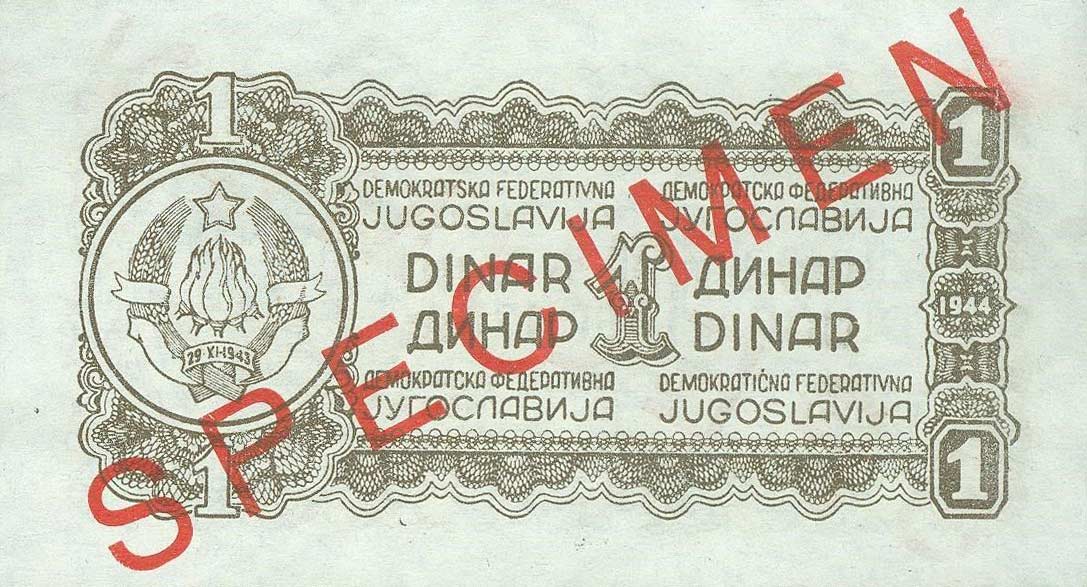 1
1
DEMOKRATSKA FEDERATIVNA
JUGOSLAVIJA
ДЕМОКРАТСКА ФЕДЕРАТИВНА
ЈУГОСЛАВИЈА
DINAR
ДИНАР
1
ДИНАР
DINAR
1944
29·XI·1943
ДЕМОКРАТСКА ФЕДЕРАТИВНА
ЈУГОСЛАВИЈА
DEMOKRATIČNA FEDERATIVNA
JUGOSLAVIJA
1
1
SPECIMEN